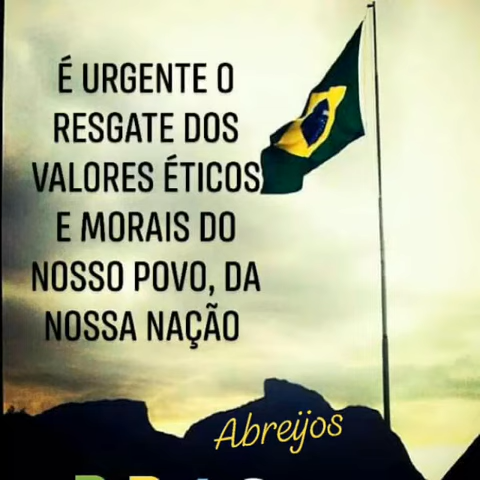 É URGENTE O
RESGATE DOS
VALORES ÉTICOS
E MORAIS DO
NOSSO POVO, DA
NOSSA NAÇÃO
Abreijos